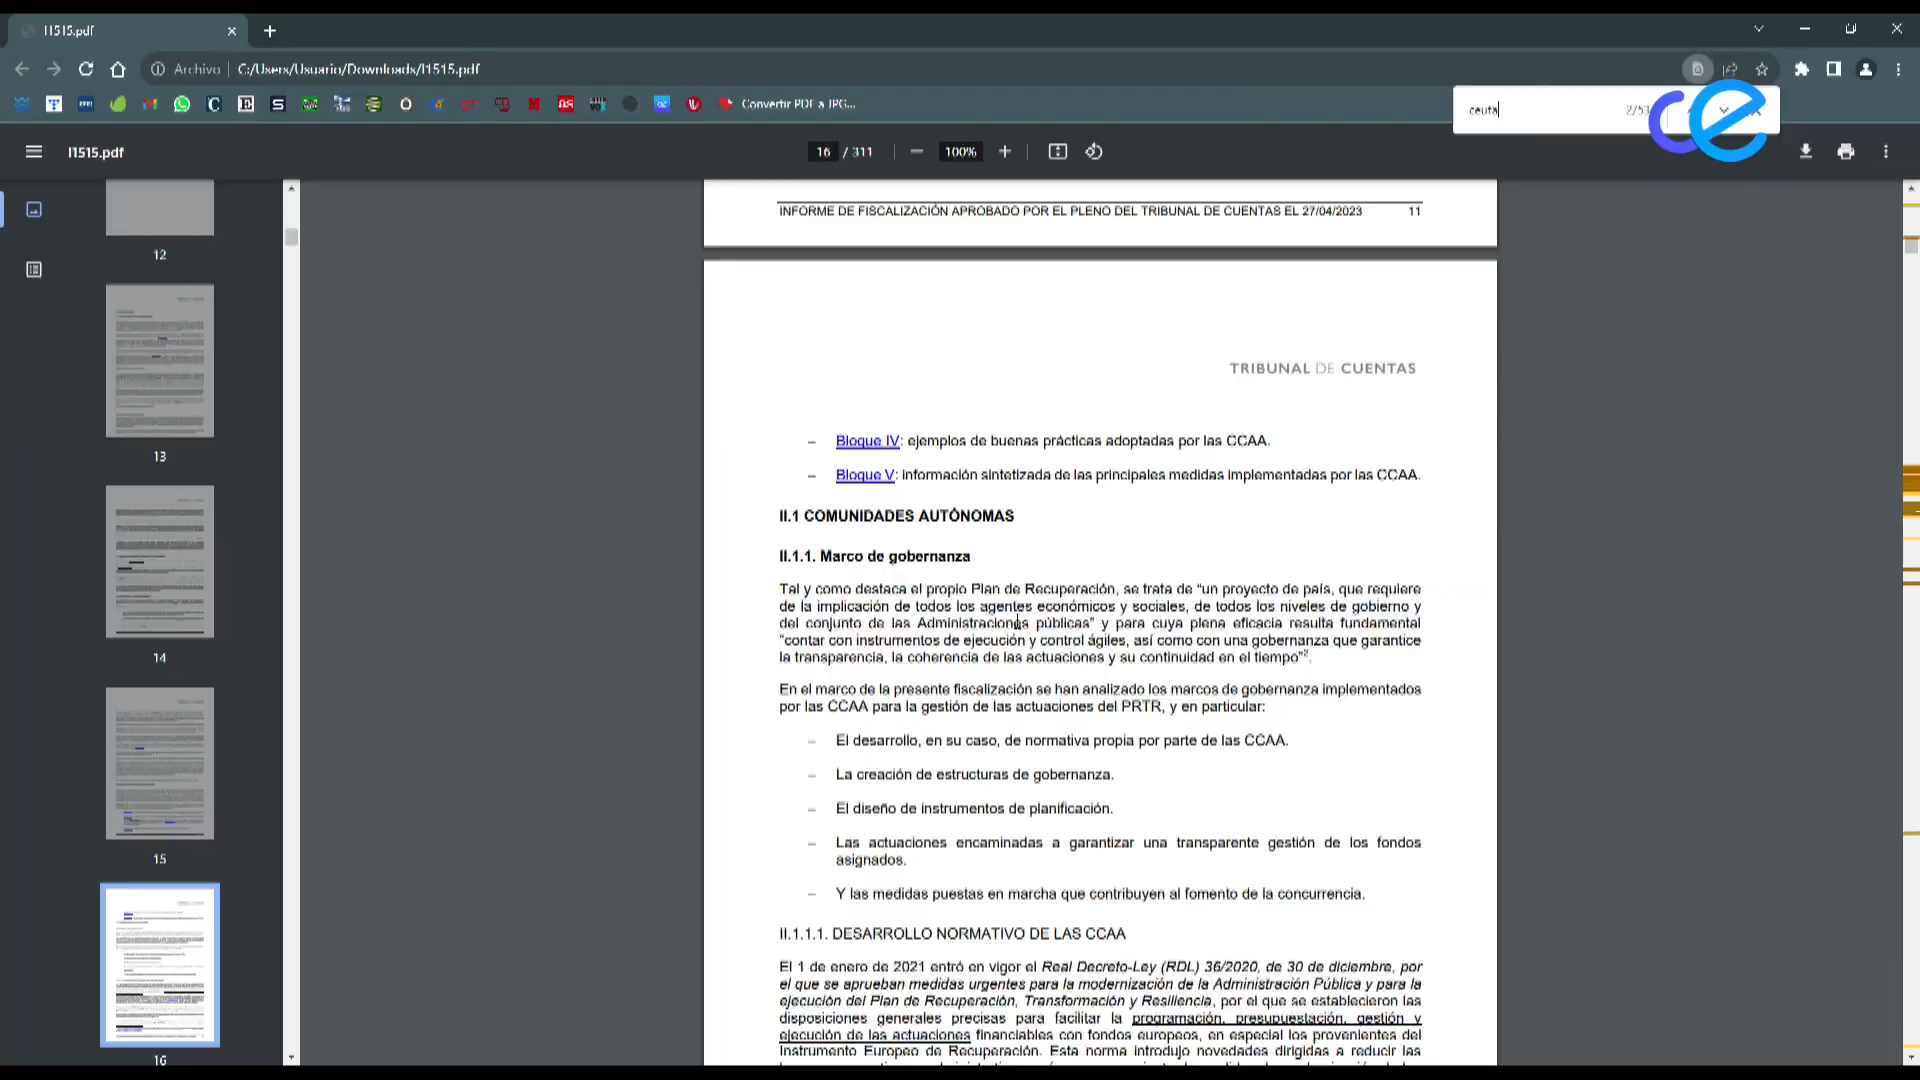 I1515.pdf
Archivo C:/Users/Usuario/Downloads/I1515.pdf
Convertir PDF a JPG...
ceuta 2/53
ce
I1515.pdf
16 / 311
100%
12
13
14
15
16
INFORME DE FISCALIZACIÓN APROBADO POR EL PLENO DEL TRIBUNAL DE CUENTAS EL 27/04/2023 11
TRIBUNAL DE CUENTAS
– Bloque IV: ejemplos de buenas prácticas adoptadas por las CCAA.
– Bloque V: información sintetizada de las principales medidas implementadas por las CCAA.
II.1 COMUNIDADES AUTÓNOMAS
II.1.1. Marco de gobernanza
Tal y como destaca el propio Plan de Recuperación, se trata de “un proyecto de país, que requiere
de la implicación de todos los agentes económicos y sociales, de todos los niveles de gobierno y
del conjunto de las Administraciones públicas” y para cuya plena eficacia resulta fundamental
“contar con instrumentos de ejecución y control ágiles, así como con una gobernanza que garantice
la transparencia, la coherencia de las actuaciones y su continuidad en el tiempo”².
En el marco de la presente fiscalización se han analizado los marcos de gobernanza implementados
por las CCAA para la gestión de las actuaciones del PRTR, y en particular:
– El desarrollo, en su caso, de normativa propia por parte de las CCAA.
– La creación de estructuras de gobernanza.
– El diseño de instrumentos de planificación.
– Las actuaciones encaminadas a garantizar una transparente gestión de los fondos
asignados.
– Y las medidas puestas en marcha que contribuyen al fomento de la concurrencia.
II.1.1.1. DESARROLLO NORMATIVO DE LAS CCAA
El 1 de enero de 2021 entró en vigor el Real Decreto-Ley (RDL) 36/2020, de 30 de diciembre, por
el que se aprueban medidas urgentes para la modernización de la Administración Pública y para la
ejecución del Plan de Recuperación, Transformación y Resiliencia, por el que se establecieron las
disposiciones generales precisas para facilitar la programación, presupuestación, gestión y
ejecución de las actuaciones financiables con fondos europeos, en especial los provenientes del
Instrumento Europeo de Recuperación. Esta norma introdujo novedades dirigidas a reducir las